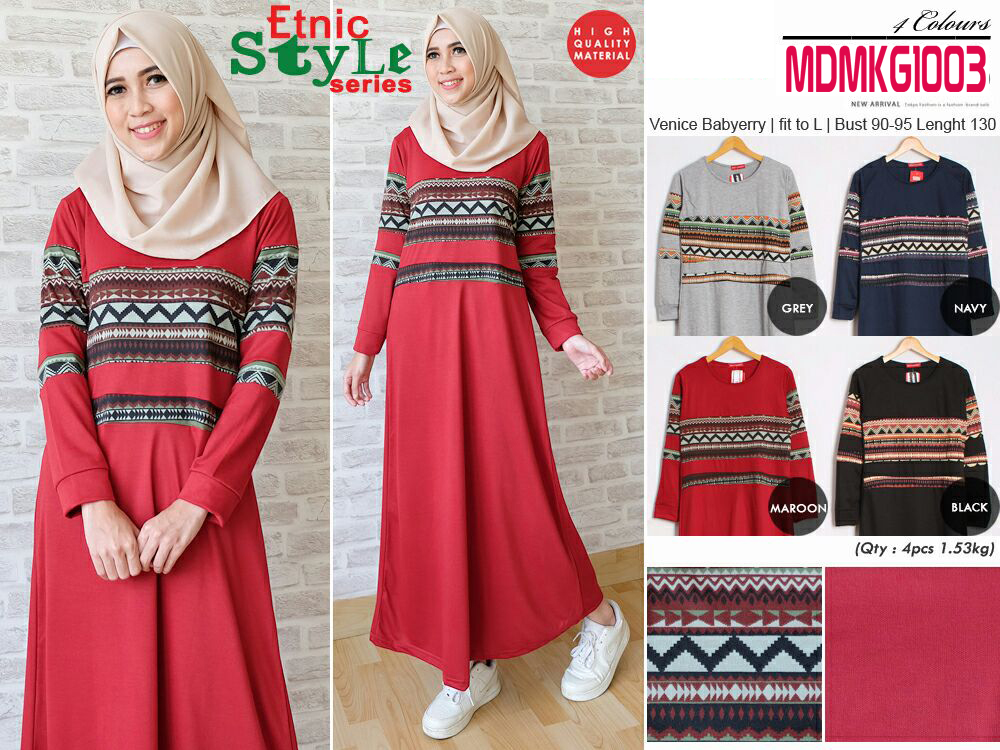 Etnic
Style
series
HIGH
QUALITY
MATERIAL
4 Colours
MDMKG1003
NEW ARRIVAL
Venice Babyerry | fit to L | Bust 90-95 Lenght 130
GREY
NAVY
MAROON
BLACK
(Qty : 4pcs 1.53kg)